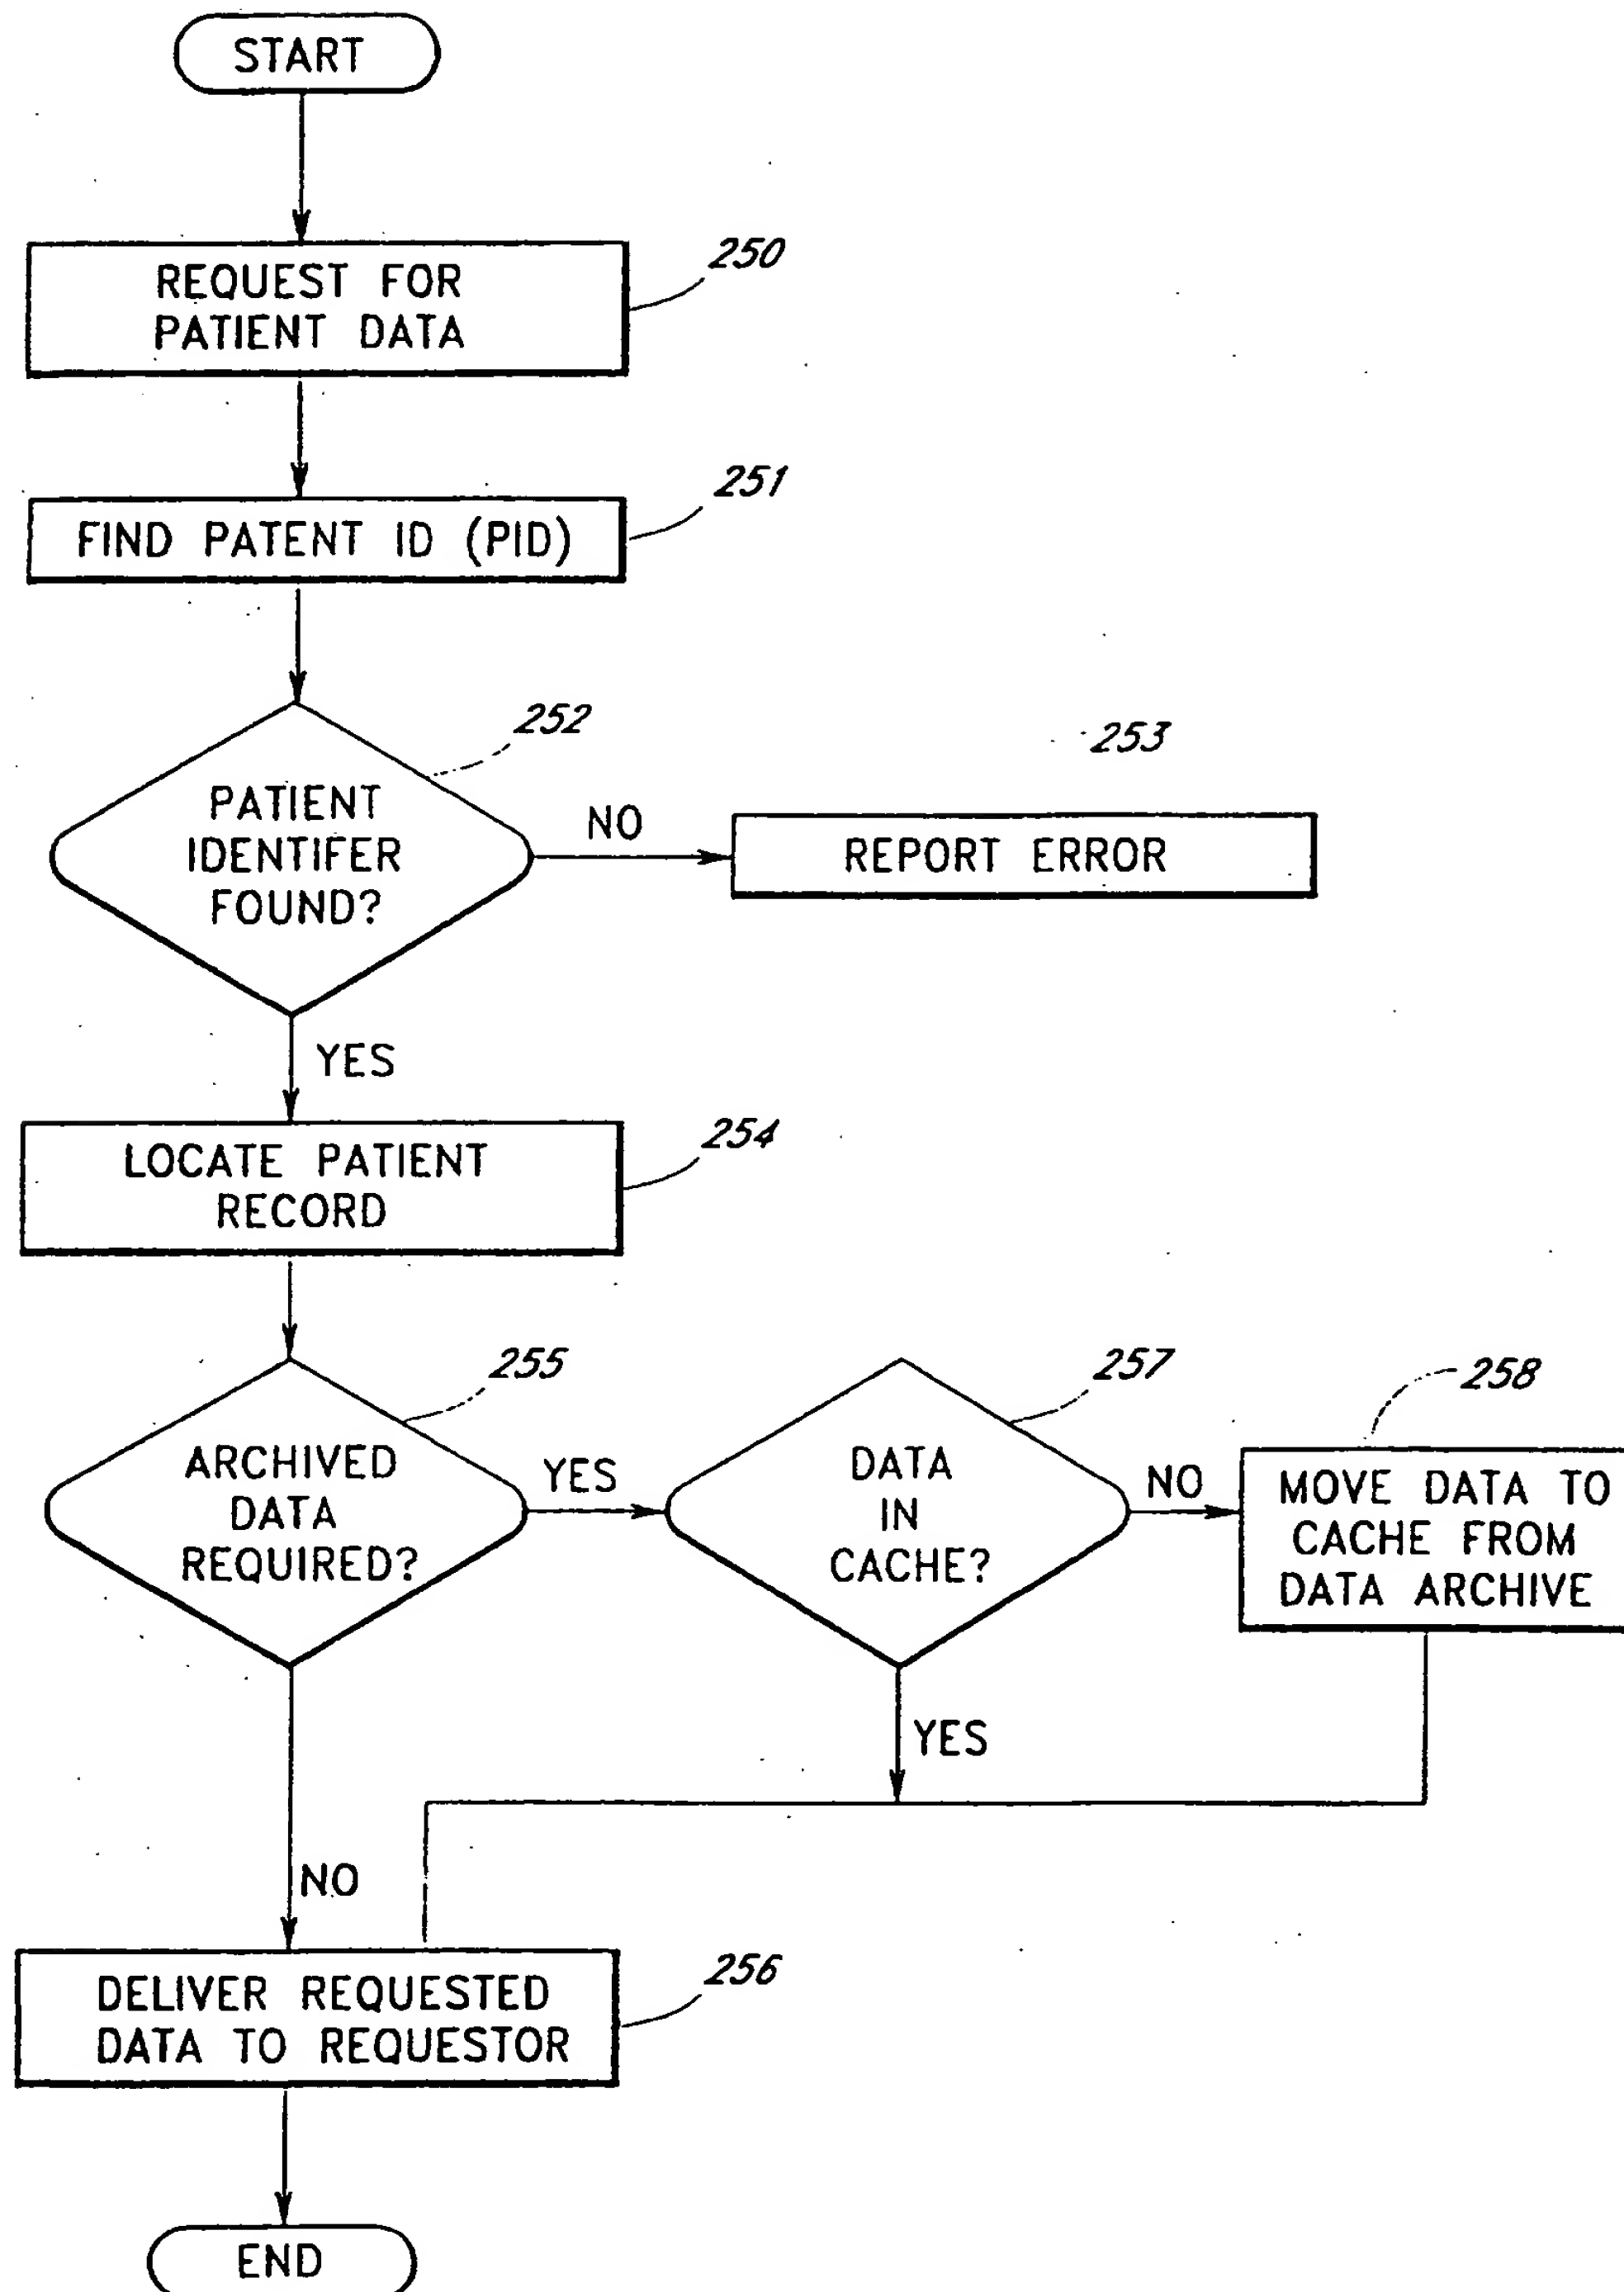 START
250
REQUEST FOR
PATIENT DATA
251
FIND PATENT ID (PID)
252
PATIENT
IDENTIFER
FOUND?
NO
253
REPORT ERROR
YES
254
LOCATE PATIENT
RECORD
255
ARCHIVED
DATA
REQUIRED?
YES
257
DATA
IN
CACHE?
NO
258
MOVE DATA TO
CACHE FROM
DATA ARCHIVE
YES
NO
256
DELIVER REQUESTED
DATA TO REQUESTOR
END